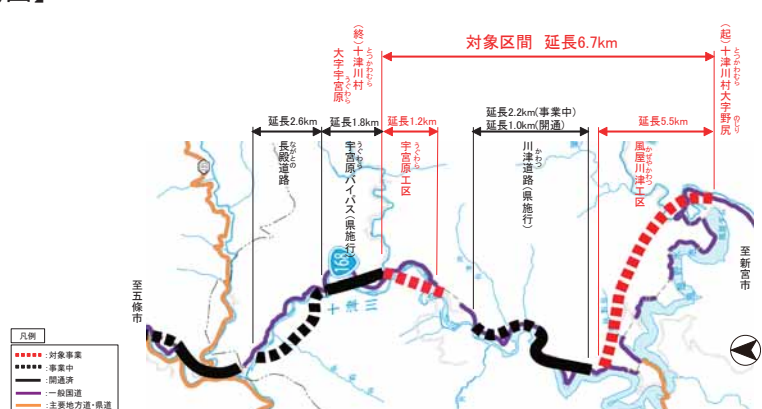 図】
対象区間 延長6.7km
(終)十津川村
とつかわむら
大字宇宮原
うぐわら
(起)十津川村大字野尻
とつかわむら
のじり
延長2.6km
延長1.8km
延長1.2km
延長2.2km(事業中)
延長1.0km(開通)
延長5.5km
長殿道路
ながとの
宇宮原バイパス(県施行)
うぐわら
宇宮原工区
うぐわら
川津道路(県施行)
かわつ
風屋川津工区
かぜやかわつ
168
至五條市
至新宮市
凡例
:対象事業
:事業中
:開通済
:一般国道
:主要地方道・県道